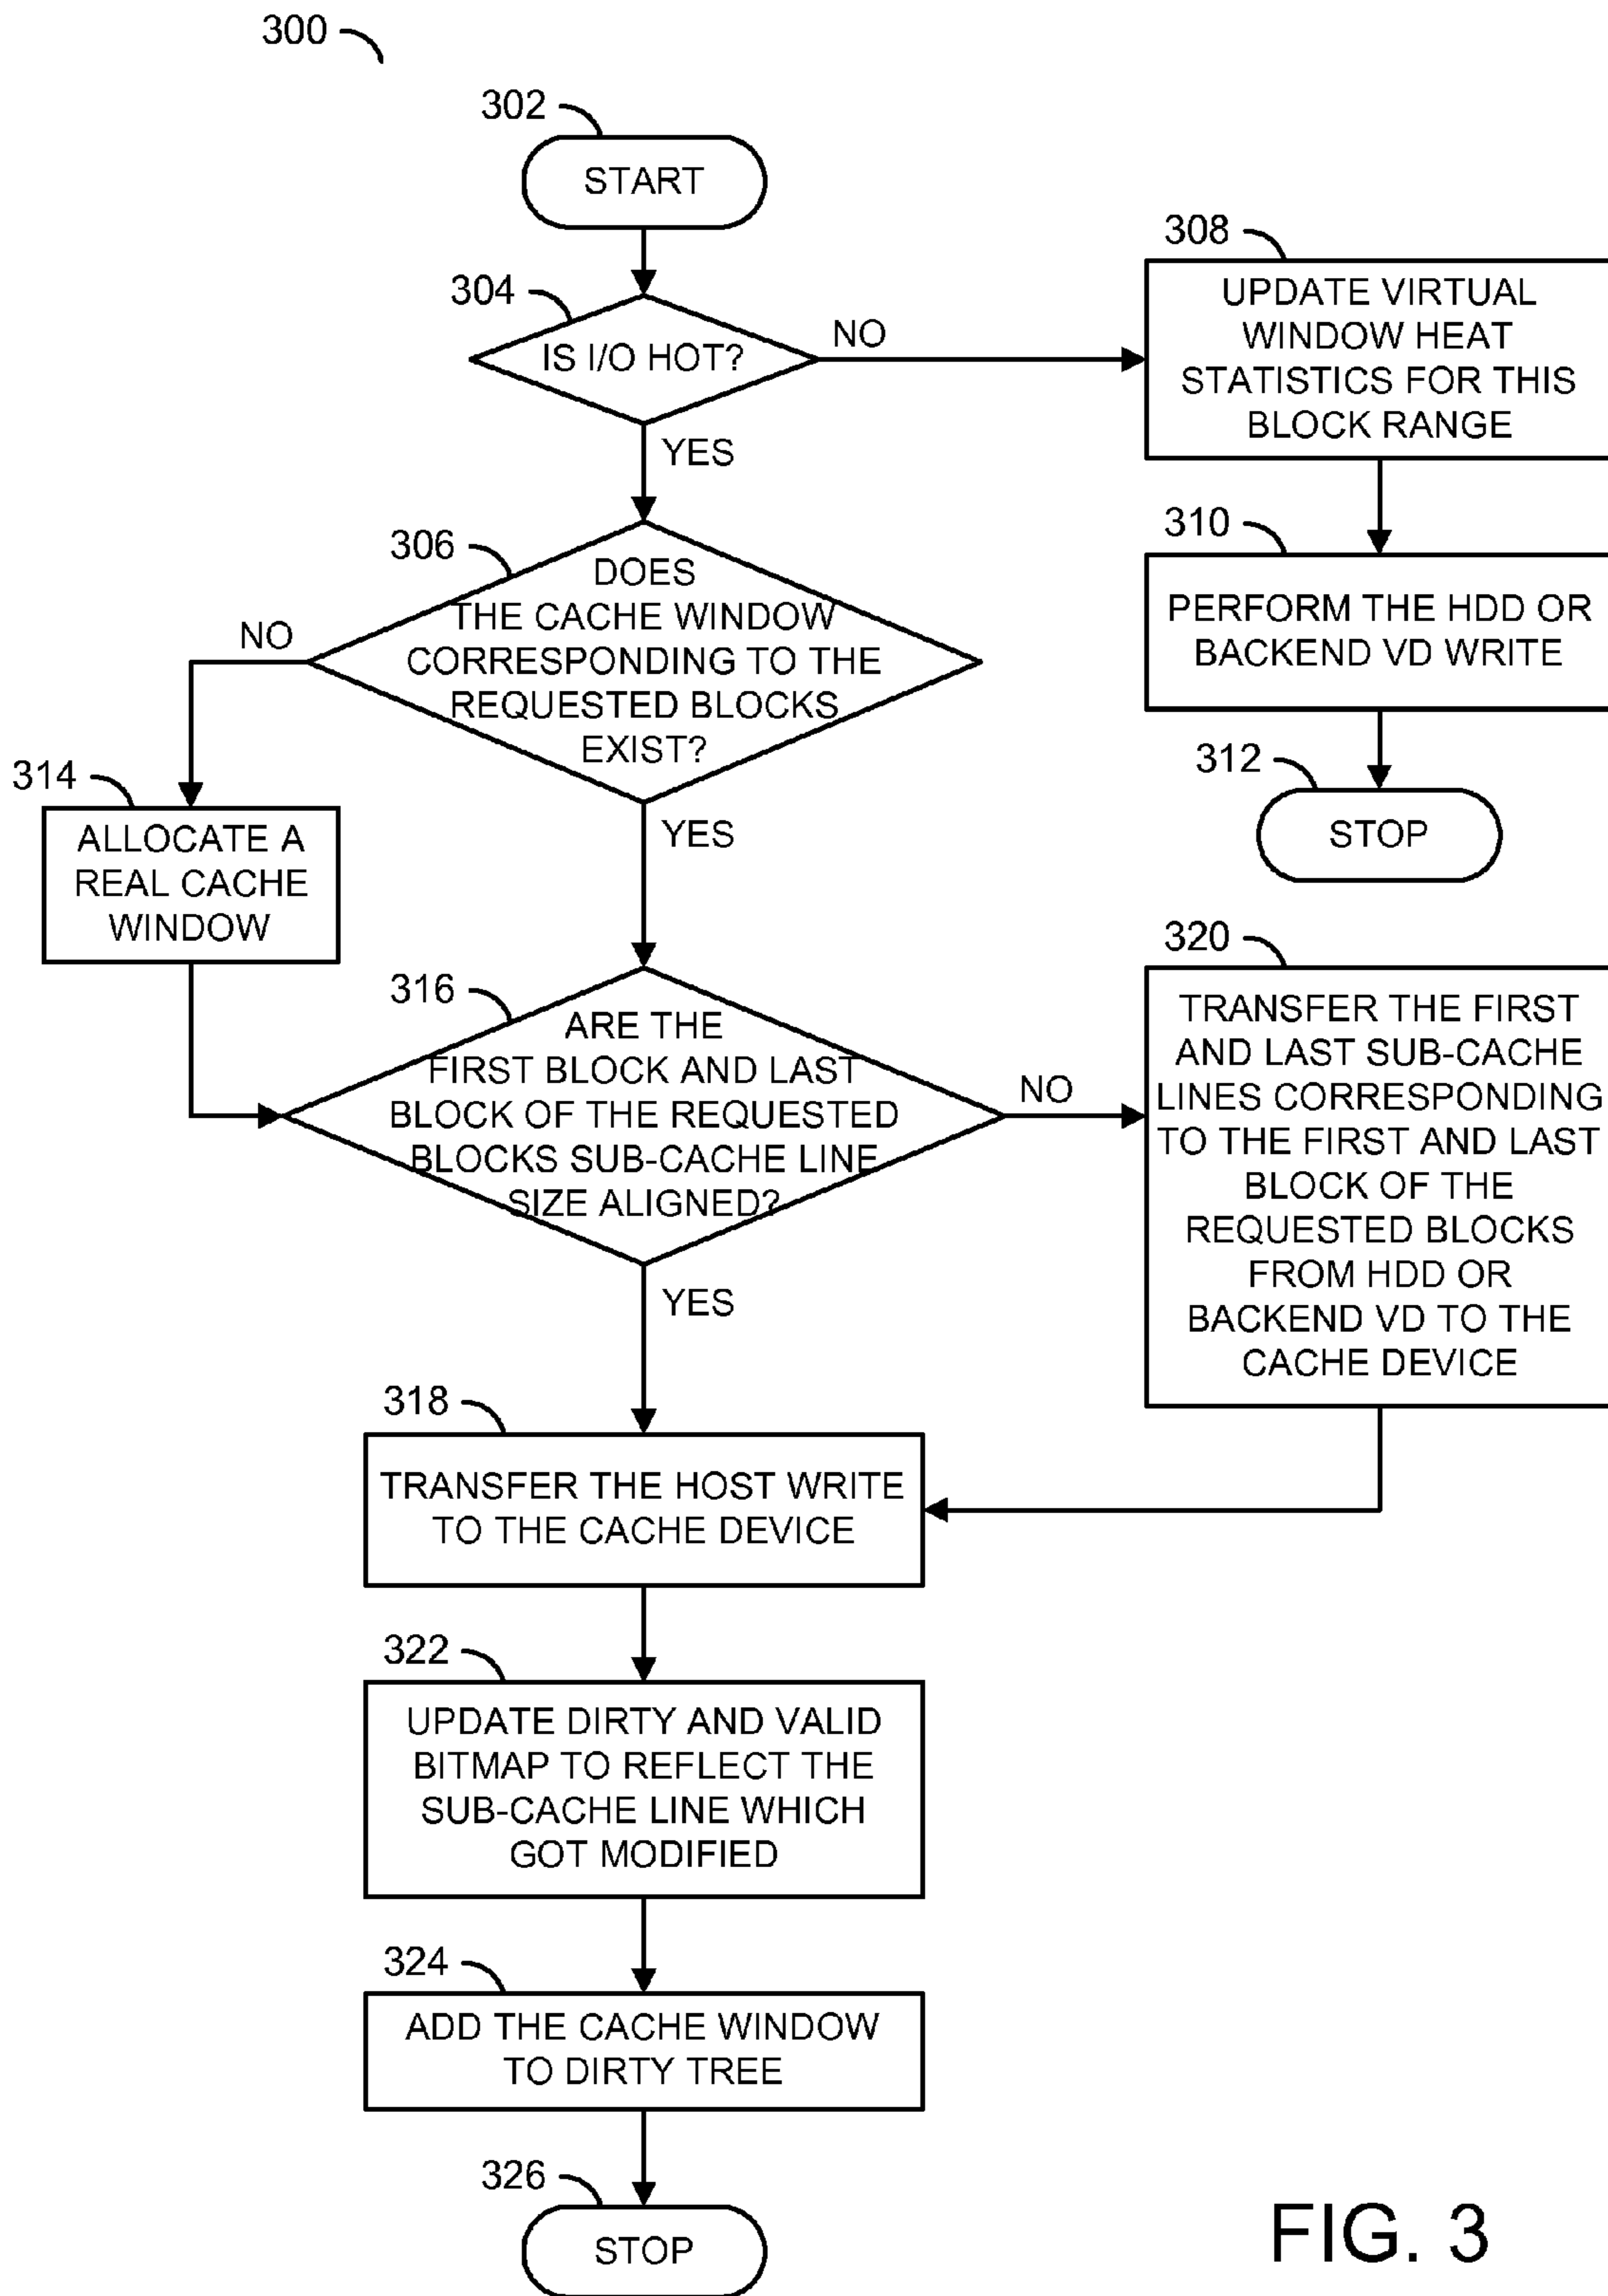 300
302
START
304
IS I/O HOT?
NO
YES
308
UPDATE VIRTUAL
WINDOW HEAT
STATISTICS FOR THIS
BLOCK RANGE
306
DOES
THE CACHE WINDOW
CORRESPONDING TO THE
REQUESTED BLOCKS
EXIST?
NO
YES
310
PERFORM THE HDD OR
BACKEND VD WRITE
312
STOP
314
ALLOCATE A
REAL CACHE
WINDOW
316
ARE THE
FIRST BLOCK AND LAST
BLOCK OF THE REQUESTED
BLOCKS SUB-CACHE LINE
SIZE ALIGNED?
NO
YES
320
TRANSFER THE FIRST
AND LAST SUB-CACHE
LINES CORRESPONDING
TO THE FIRST AND LAST
BLOCK OF THE
REQUESTED BLOCKS
FROM HDD OR
BACKEND VD TO THE
CACHE DEVICE
318
TRANSFER THE HOST WRITE
TO THE CACHE DEVICE
322
UPDATE DIRTY AND VALID
BITMAP TO REFLECT THE
SUB-CACHE LINE WHICH
GOT MODIFIED
324
ADD THE CACHE WINDOW
TO DIRTY TREE
326
STOP
FIG. 3